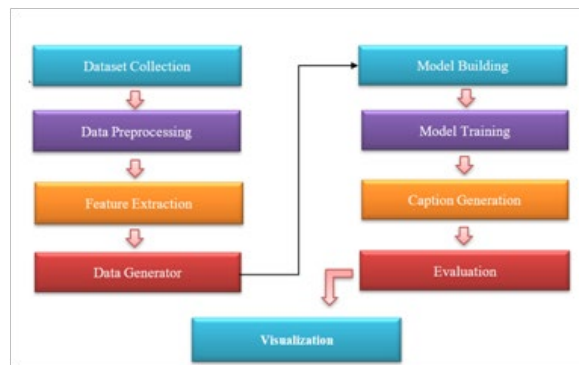 Dataset Collection
Data Preprocessing
Feature Extraction
Data Generator
Model Building
Model Training
Caption Generation
Evaluation
Visualization